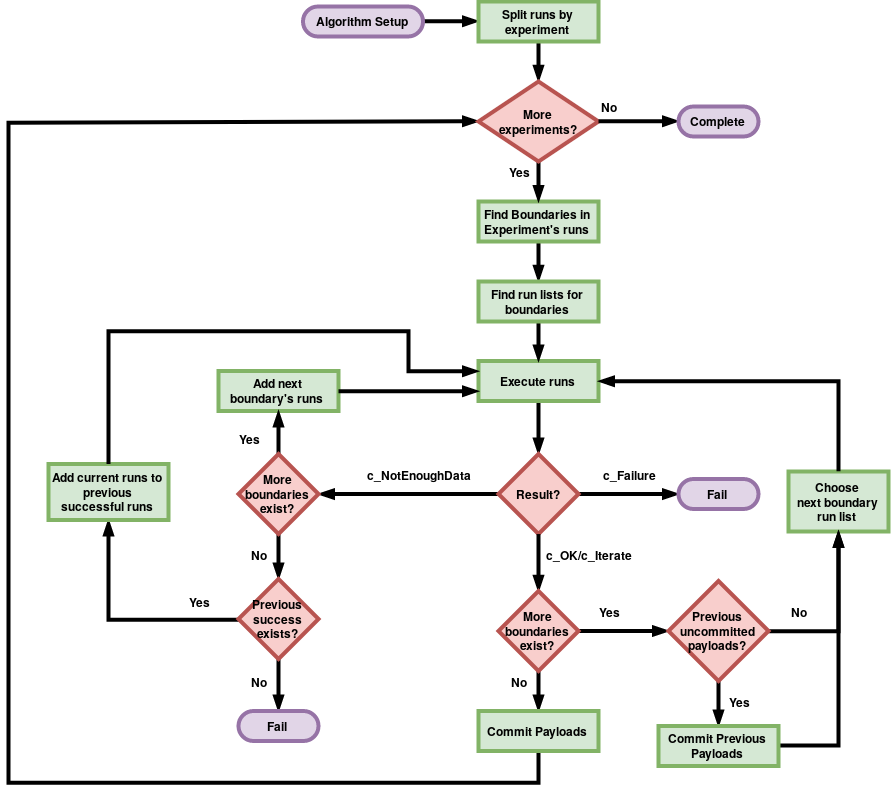 Algorithm Setup
Split runs by
experiment
More
experiments?
No
Complete
Yes
Find Boundaries in
Experiment's runs
Find run lists for
boundaries
Execute runs
Add next
boundary's runs
Yes
More
boundaries
exist?
c_NotEnoughData
Result?
c_Failure
Fail
Choose
next boundary
run list
Add current runs to
previous
successful runs
No
c_OK/c_Iterate
Yes
Previous
success
exists?
More
boundaries
exist?
Yes
Previous
uncommitted
payloads?
No
No
Fail
No
Commit Payloads
Yes
Commit Previous
Payloads